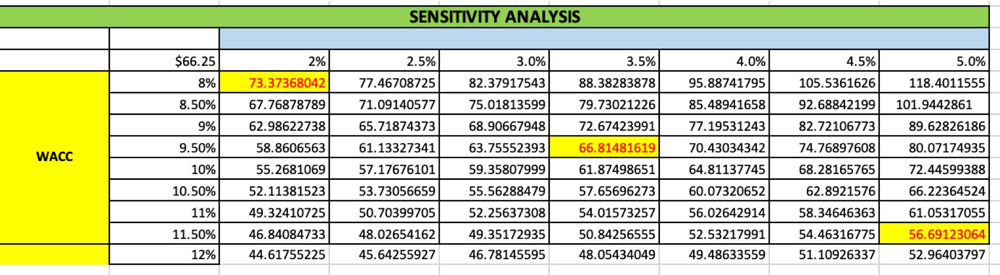 SENSITIVITY ANALYSIS
$66.25 2% 2.5% 3.0% 3.5% 4.0% 4.5% 5.0%
8% 73.37368042 77.46708725 82.37917543 88.38283878 95.88741795 105.5361626 118.4011555
8.50% 67.76878789 71.09140577 75.01813599 79.73021226 85.48941658 92.68842199 101.9442861
9% 62.98622738 65.71874373 68.90667948 72.67423991 77.19531243 82.72106773 89.62826186
9.50% 58.8606563 61.13327341 63.75552393 66.81481619 70.43034342 74.76897608 80.07174935
WACC
10% 55.2681069 57.17676101 59.35807999 61.87498651 64.81137745 68.28165765 72.44599388
10.50% 52.11381523 53.73056659 55.56288479 57.65696273 60.07320652 62.8921576 66.22364524
11% 49.32410725 50.70399705 52.25637308 54.01573257 56.02642914 58.34646363 61.05317055
11.50% 46.84084733 48.02654162 49.35172935 50.84256555 52.53217991 54.46316775 56.69123064
12% 44.61755225 45.64255927 46.78145595 48.05434049 49.48633559 51.10926337 52.96403797